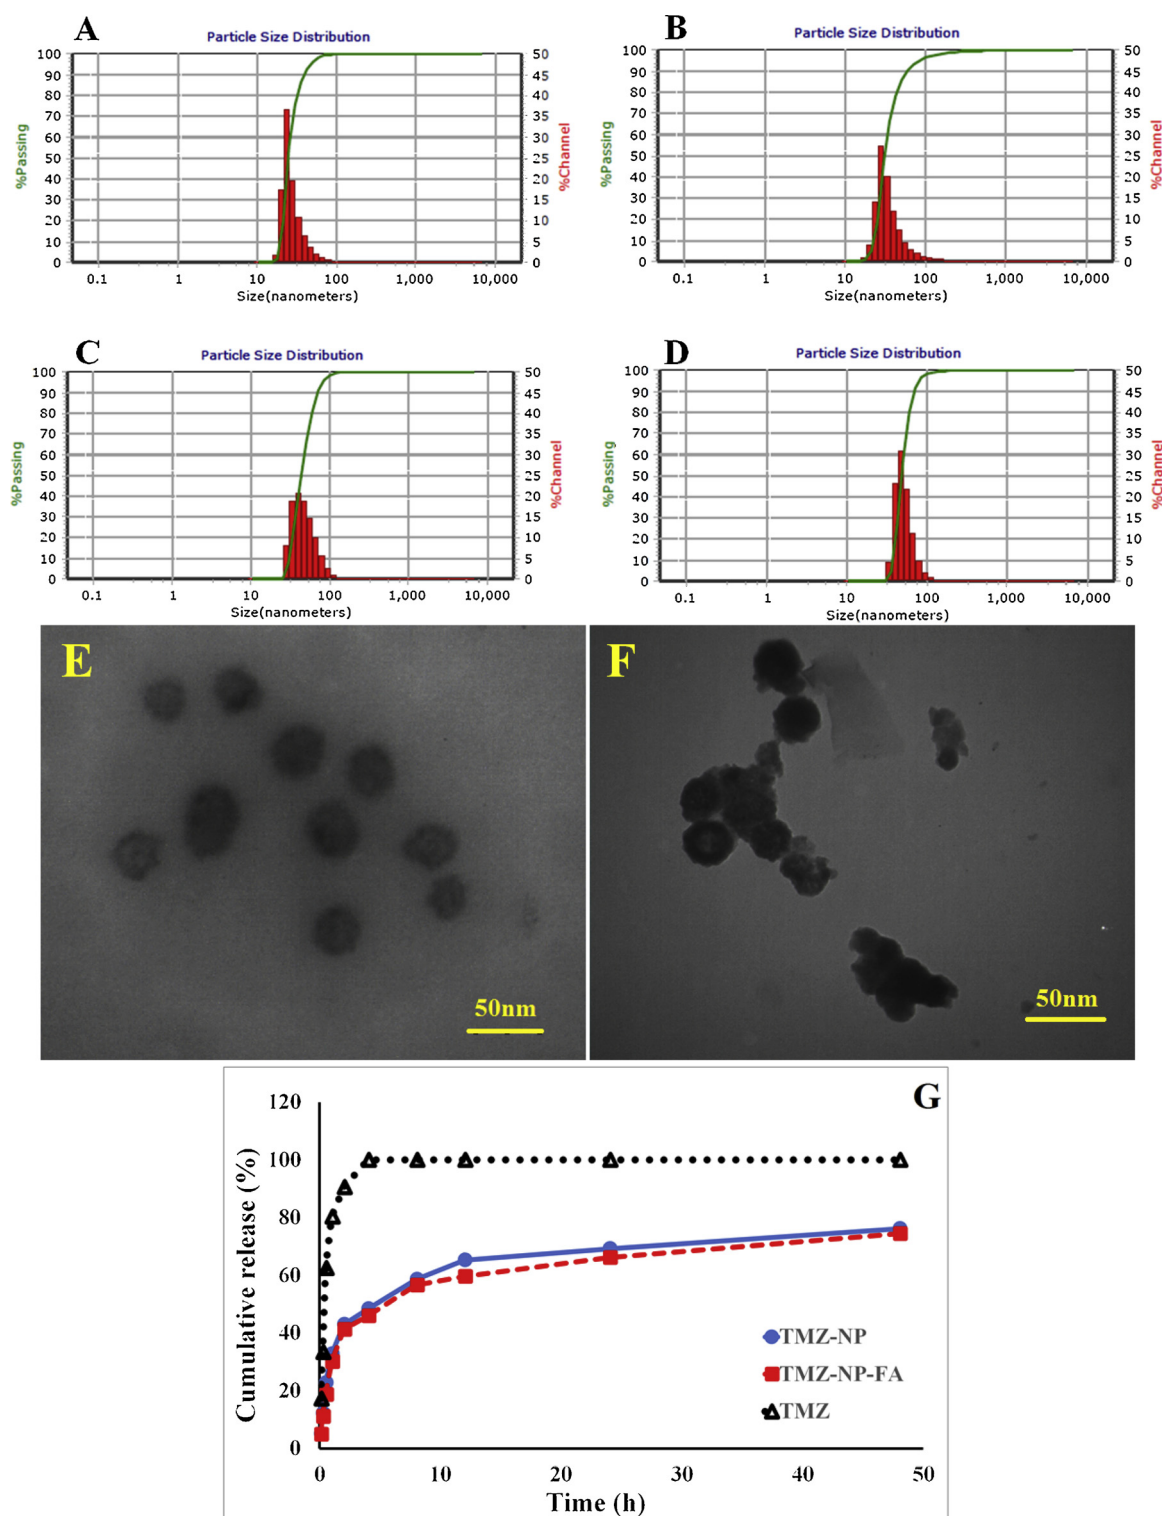 A
Particle Size Distribution
100
90
80
70
60
50
40
30
20
10
0
50
45
40
35
30
25
20
15
10
5
0
%Passing
%Channel
0.1 1 10 100 1,000 10,000
Size(nanometers)
B
Particle Size Distribution
100
90
80
70
60
50
40
30
20
10
0
50
45
40
35
30
25
20
15
10
5
0
%Passing
%Channel
0.1 1 10 100 1,000 10,000
Size(nanometers)
C
Particle Size Distribution
100
90
80
70
60
50
40
30
20
10
0
50
45
40
35
30
25
20
15
10
5
0
%Passing
%Channel
0.1 1 10 100 1,000 10,000
Size(nanometers)
D
Particle Size Distribution
100
90
80
70
60
50
40
30
20
10
0
50
45
40
35
30
25
20
15
10
5
0
%Passing
%Channel
0.1 1 10 100 1,000 10,000
Size(nanometers)
E
50nm
F
50nm
G
120
100
80
60
40
20
0
Cumulative release (%)
TMZ-NP
TMZ-NP-FA
TMZ
0 10 20 30 40 50
Time (h)